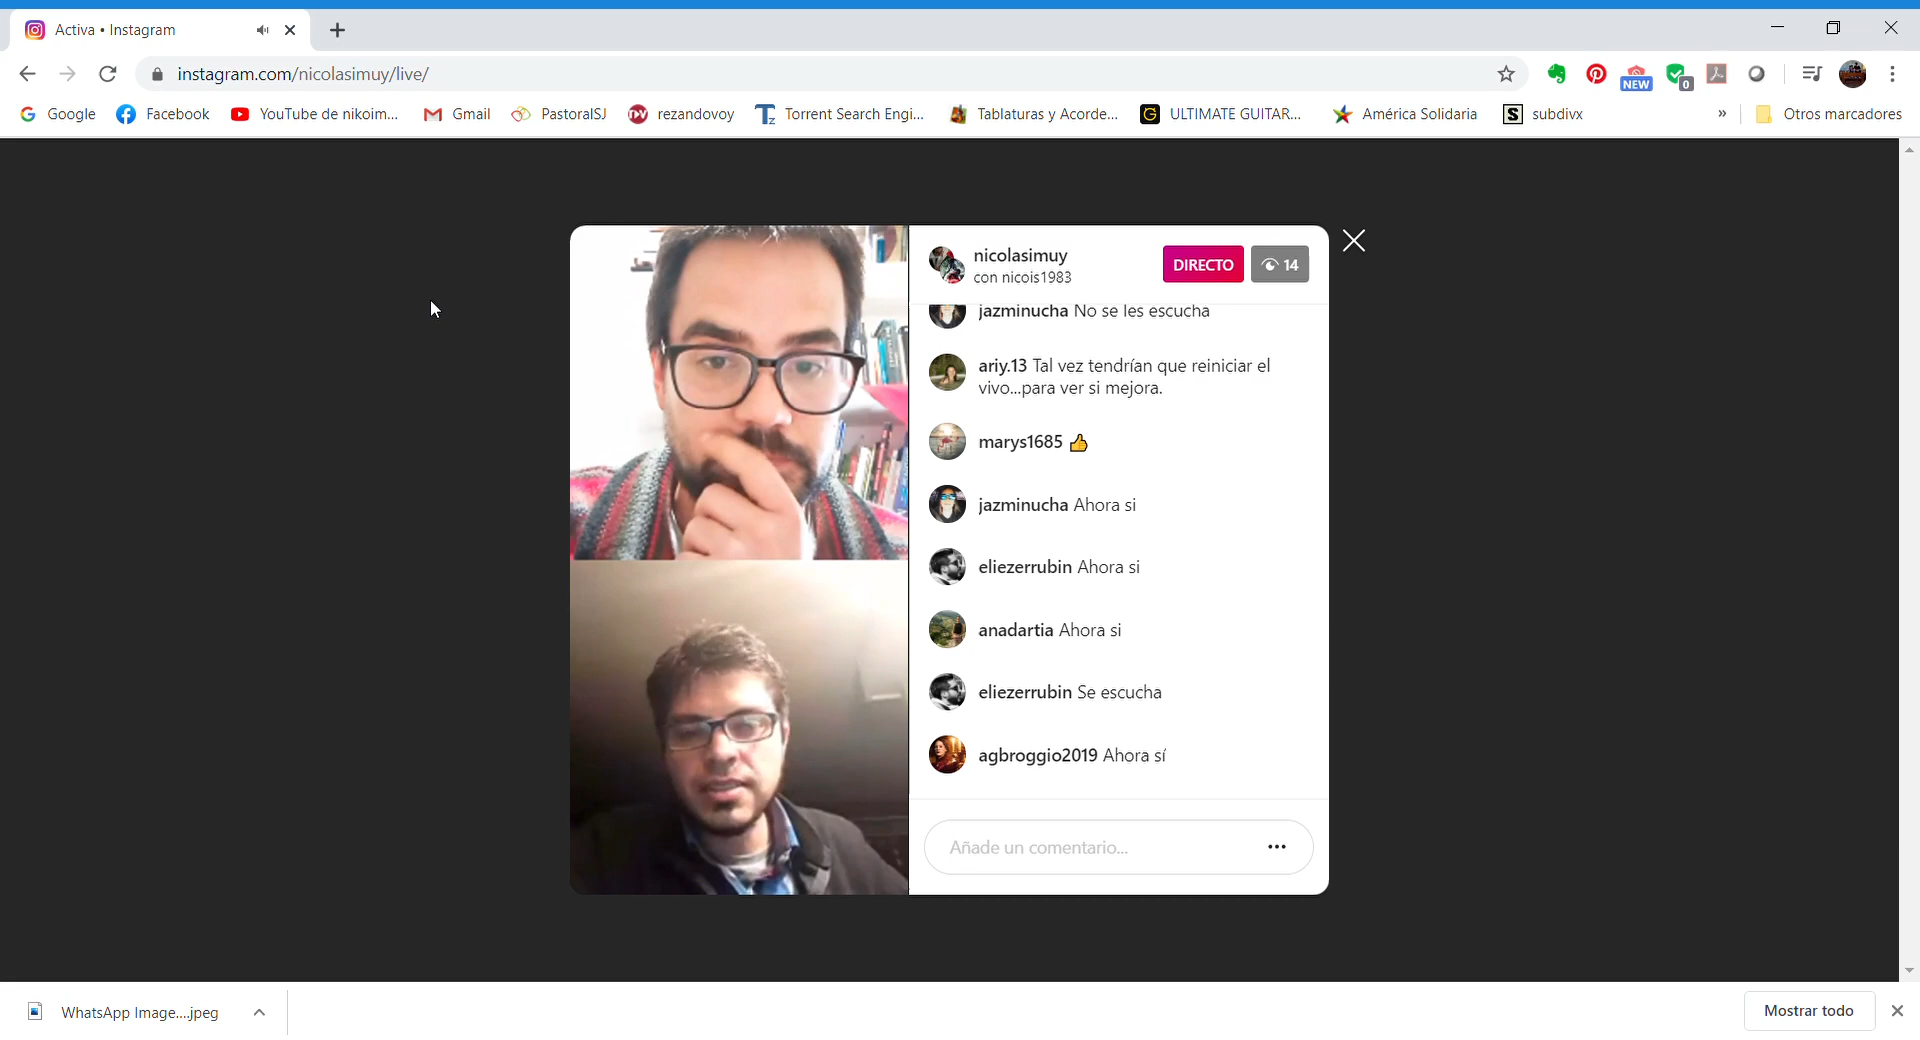 Activa • Instagram
instagram.com/nicolasimuy/live/
NEW
0
Google
Facebook
YouTube de nikoim...
Gmail
PastoralSJ
rezandovoy
Torrent Search Engi...
Tablaturas y Acorde...
ULTIMATE GUITAR...
América Solidaria
subdivx
»
Otros marcadores
nicolasimuy
con nicois1983
DIRECTO
14
jazminucha No se les escucha
ariy.13 Tal vez tendrían que reiniciar el
vivo...para ver si mejora.
marys1685 👍
jazminucha Ahora si
eliezerrubin Ahora si
anadartia Ahora si
eliezerrubin Se escucha
agbroggio2019 Ahora sí
Añade un comentario...
WhatsApp Image....jpeg
Mostrar todo